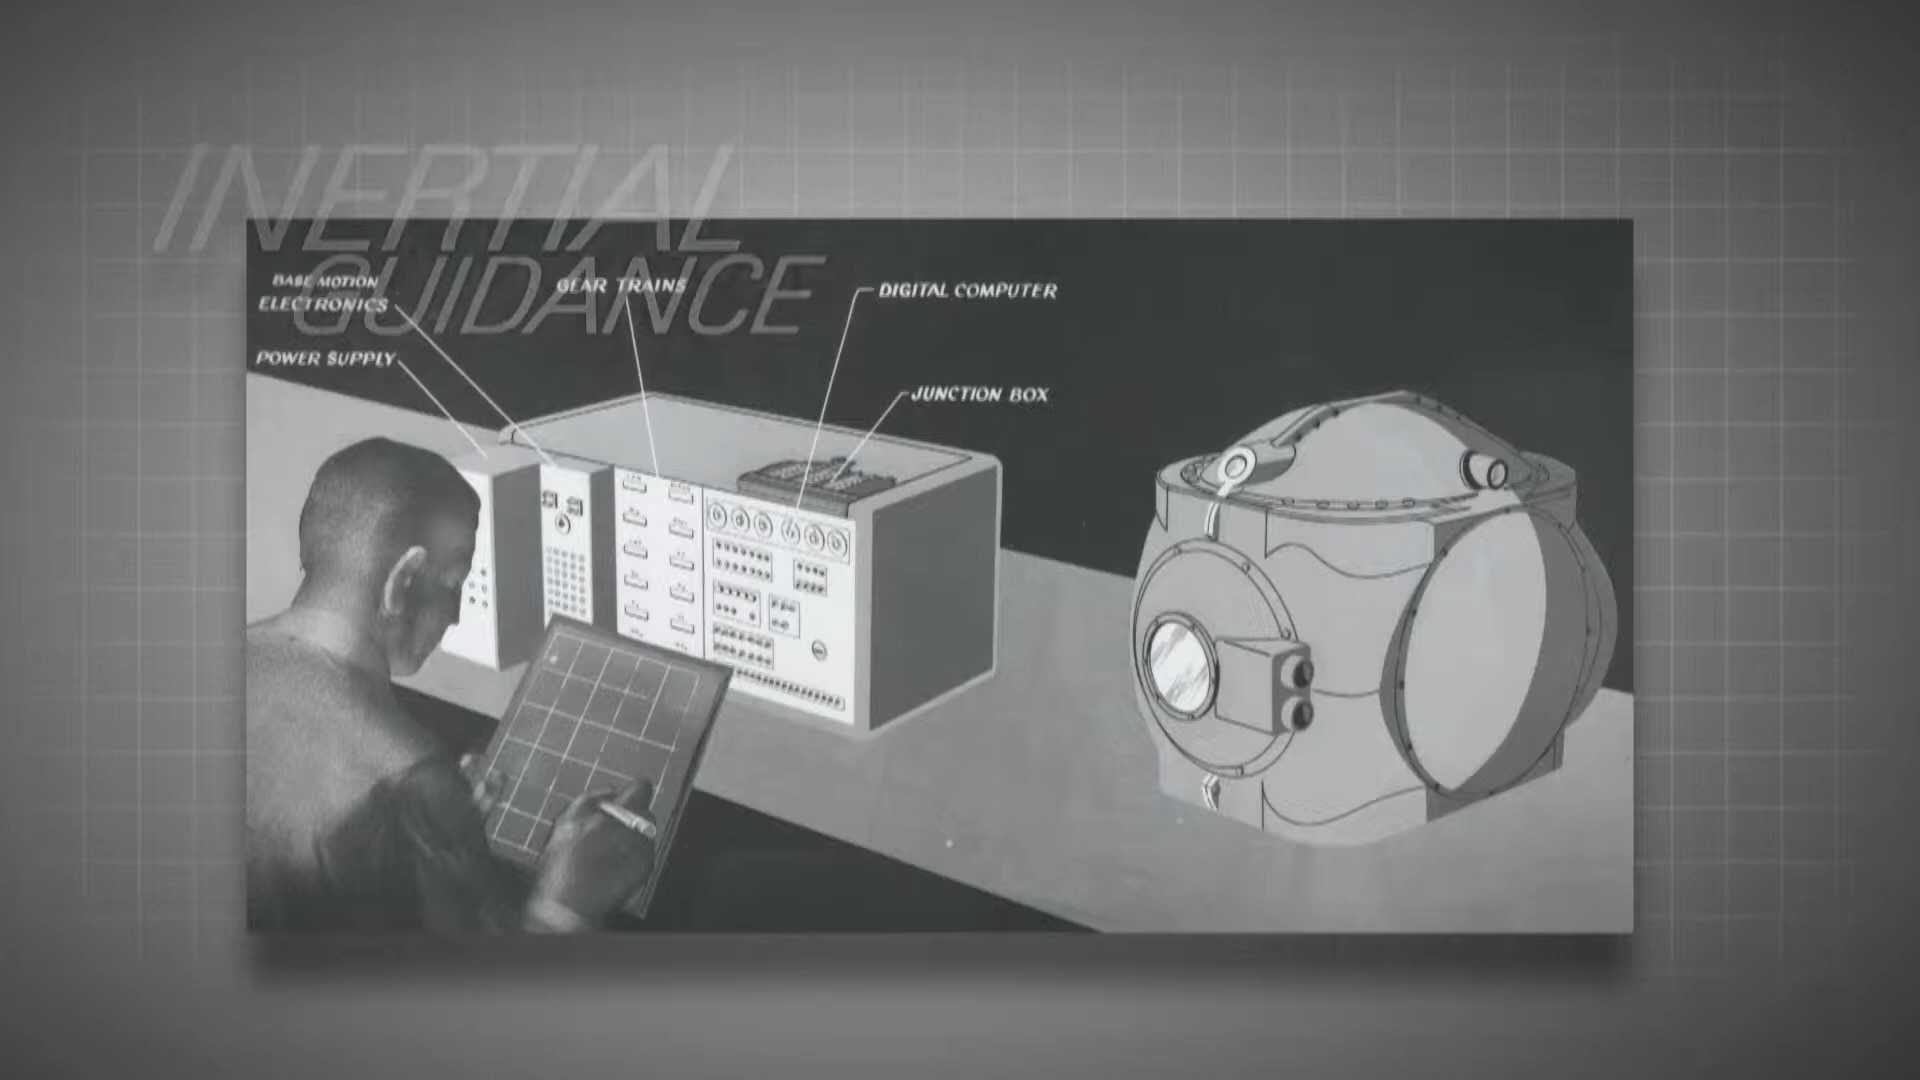 INERTIAL
GUIDANCE
BASE MOTION
ELECTRONICS
GEAR TRAINS
DIGITAL COMPUTER
POWER SUPPLY
JUNCTION BOX